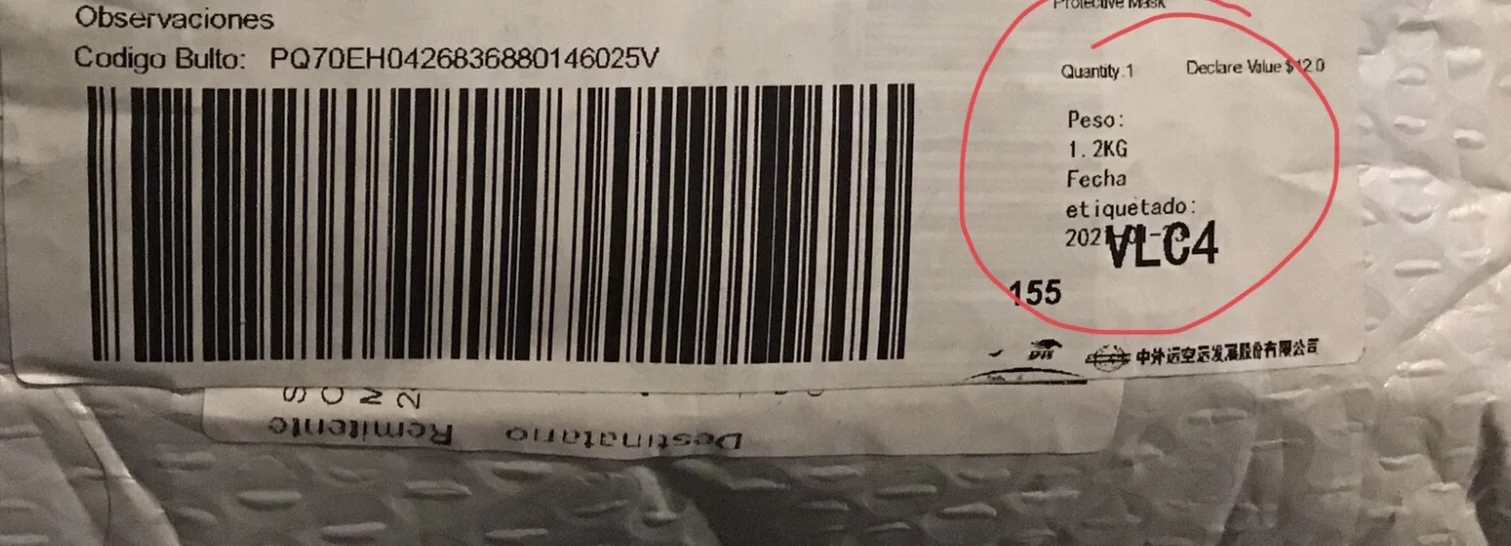 Observaciones
Codigo Bulto: PQ70EH0426836880146025V
Protective Mask
Quantity:1 Declare Value $12.0
Peso:
1.2KG
Fecha
etiquetado:
VLC4
155
中外运空运发展股份有限公司
Remitente Destinatario